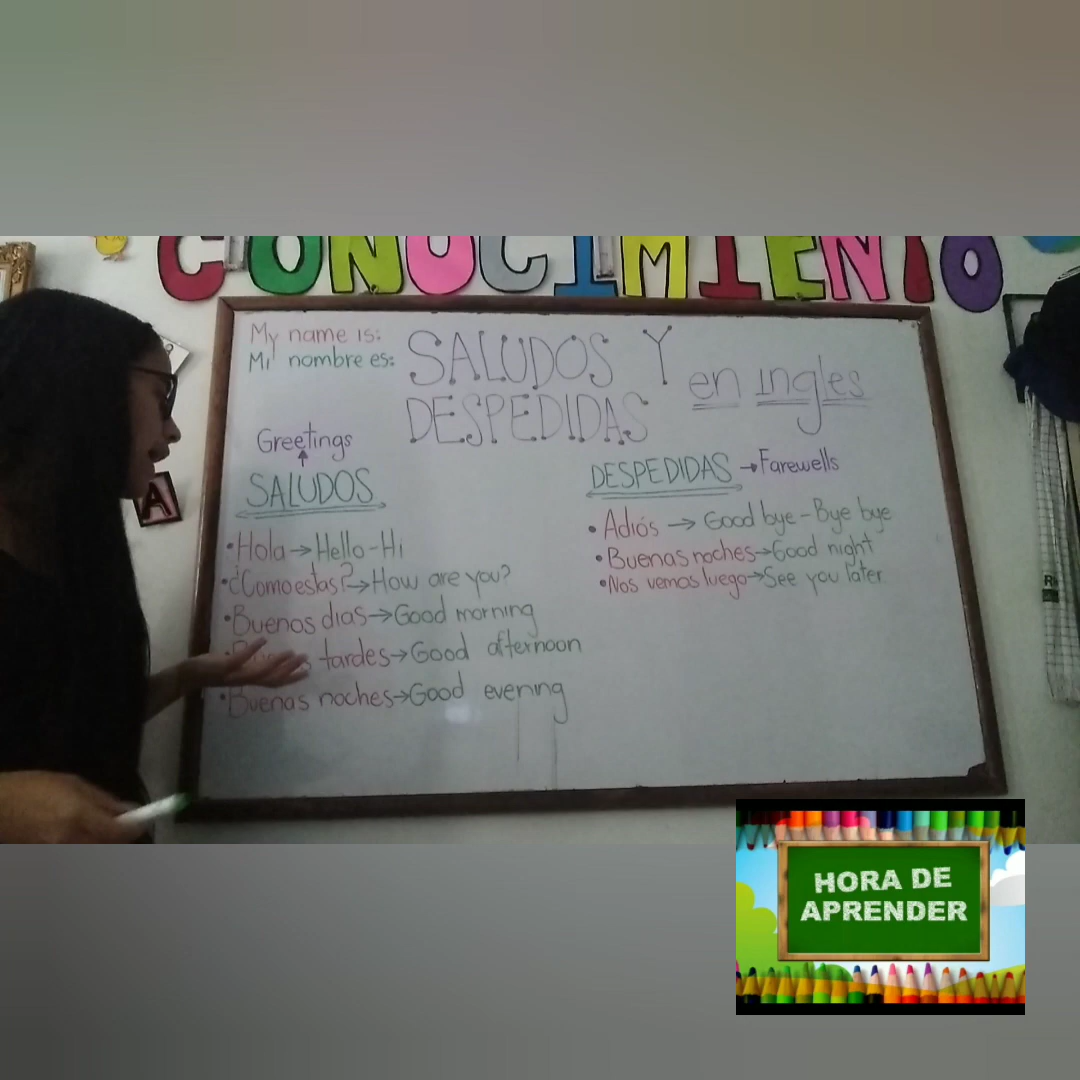 CONOCIMIENTO
My name is:
Mi nombre es:
SALUDOS Y
DESPEDIDAS
en ingles
Greetings
SALUDOS
• Hola → Hello - Hi
• ¿Como estas? → How are you?
• Buenos dias → Good morning
• tardes → Good afternoon
• Buenas noches → Good evening
DESPEDIDAS → Farewells
• Adiós → Good bye - Bye bye
• Buenas noches → Good night
• Nos vemos luego → See you later
A
HORA DE
APRENDER